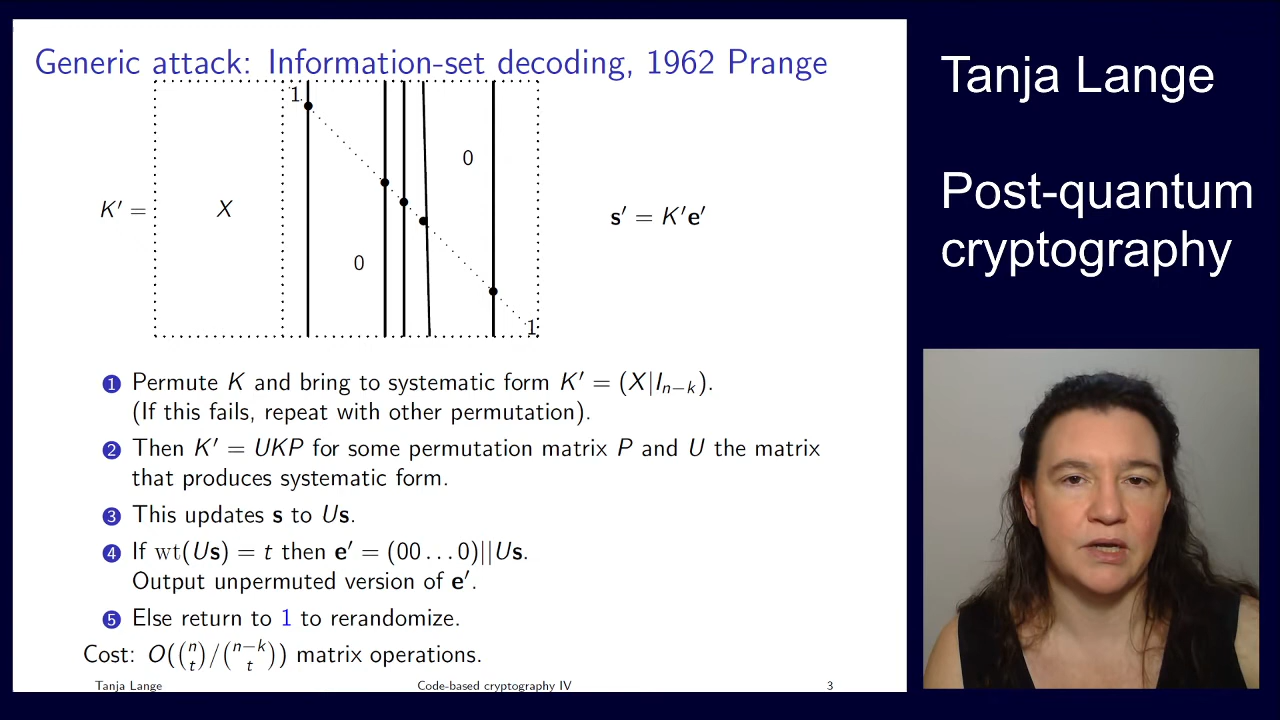 Generic attack: Information-set decoding, 1962 Prange
1
0
K′ =
X
s′ = K′e′
0
1
1 Permute K and bring to systematic form K′ = (X|Iₙ₋ₖ).
(If this fails, repeat with other permutation).
2 Then K′ = UKP for some permutation matrix P and U the matrix
that produces systematic form.
3 This updates s to Us.
4 If wt(Us) = t then e′ = (00 . . . 0)||Us.
Output unpermuted version of e′.
5 Else return to 1 to rerandomize.
Cost: O((n t)/(n−k t)) matrix operations.
Tanja Lange
Code-based cryptography IV
3
Tanja Lange
Post-quantum
cryptography